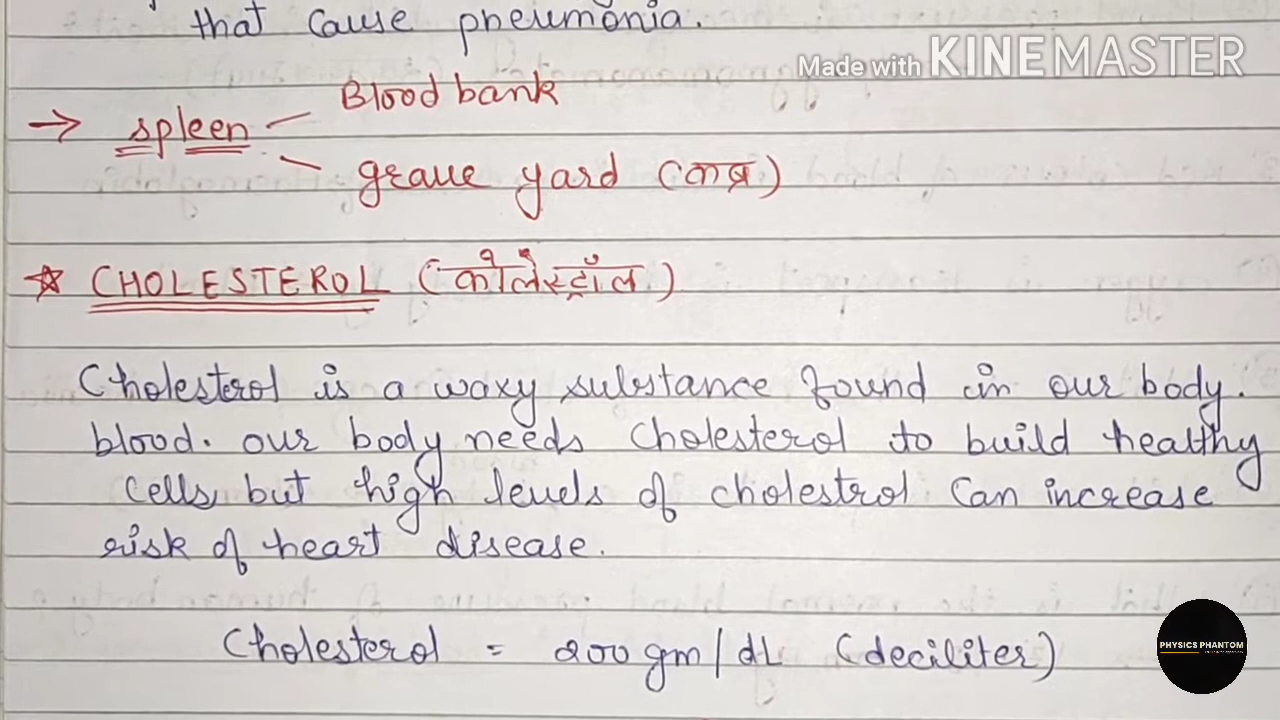 that cause pneumonia.
Made with KINEMASTER
→ spleen — Blood bank
— grave yard (कब्र)
☆ CHOLESTEROL (कोलेस्ट्रॉल)
Cholesterol is a waxy substance found in our body.
blood. our body needs cholesterol to build healthy
cells, but high levels of cholestrol can increase
risk of heart disease.
Cholesterol = 200 gm/dL (deciliter)
PHYSICS PHANTOM